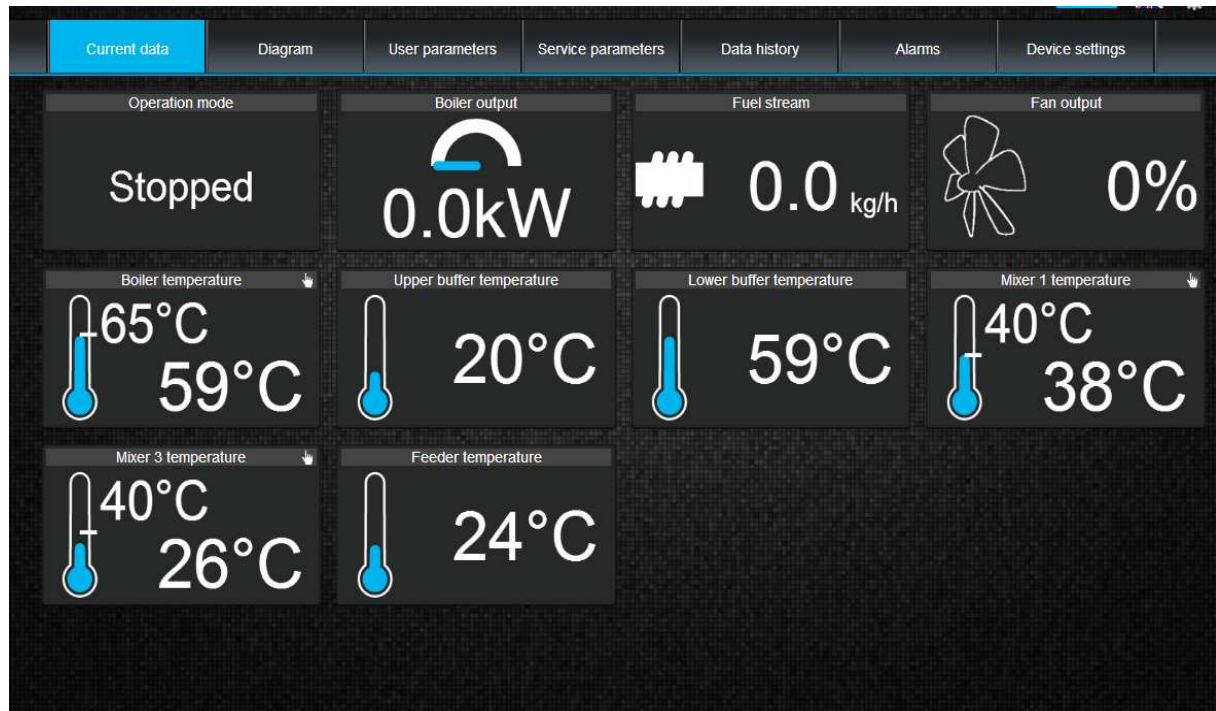 Current data
Diagram
User parameters
Service parameters
Data history
Alarms
Device settings
Operation mode
Stopped
Boiler output
0.0kW
Fuel stream
0.0 kg/h
Fan output
0%
Boiler temperature
65°C
59°C
Upper buffer temperature
20°C
Lower buffer temperature
59°C
Mixer 1 temperature
40°C
38°C
Mixer 3 temperature
40°C
26°C
Feeder temperature
24°C